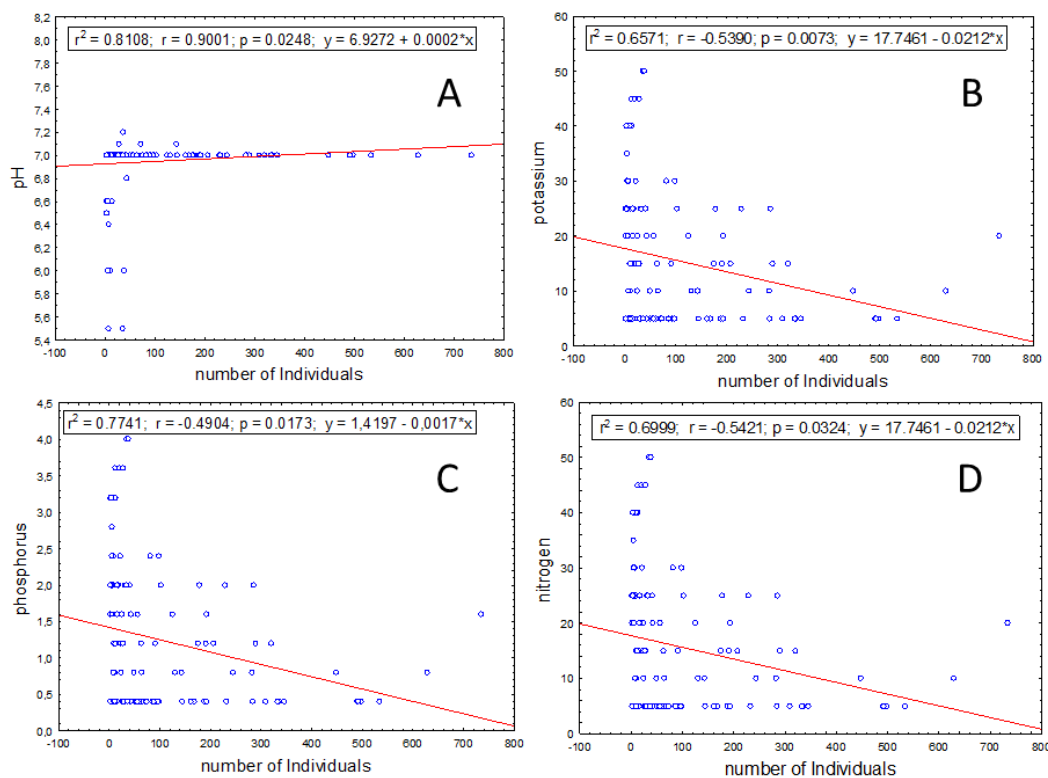 r² = 0.8108; r = 0.9001; p = 0.0248; y = 6.9272 + 0.0002*x
A
8,2
8,0
7,8
7,6
7,4
7,2
7,0
6,8
6,6
6,4
6,2
6,0
5,8
5,6
5,4
pH
-100 0 100 200 300 400 500 600 700 800
number of Individuals
r² = 0.6571; r = -0.5390; p = 0.0073; y = 17.7461 - 0.0212*x
B
60
50
40
30
20
10
0
potassium
-100 0 100 200 300 400 500 600 700 800
number of Individuals
r² = 0.7741; r = -0.4904; p = 0.0173; y = 1,4197 - 0,0017*x
C
4,5
4,0
3,5
3,0
2,5
2,0
1,5
1,0
0,5
0,0
phosphorus
-100 0 100 200 300 400 500 600 700 800
number of Individuals
r² = 0.6999; r = -0.5421; p = 0.0324; y = 17.7461 - 0.0212*x
D
60
50
40
30
20
10
0
nitrogen
-100 0 100 200 300 400 500 600 700 800
number of Individuals